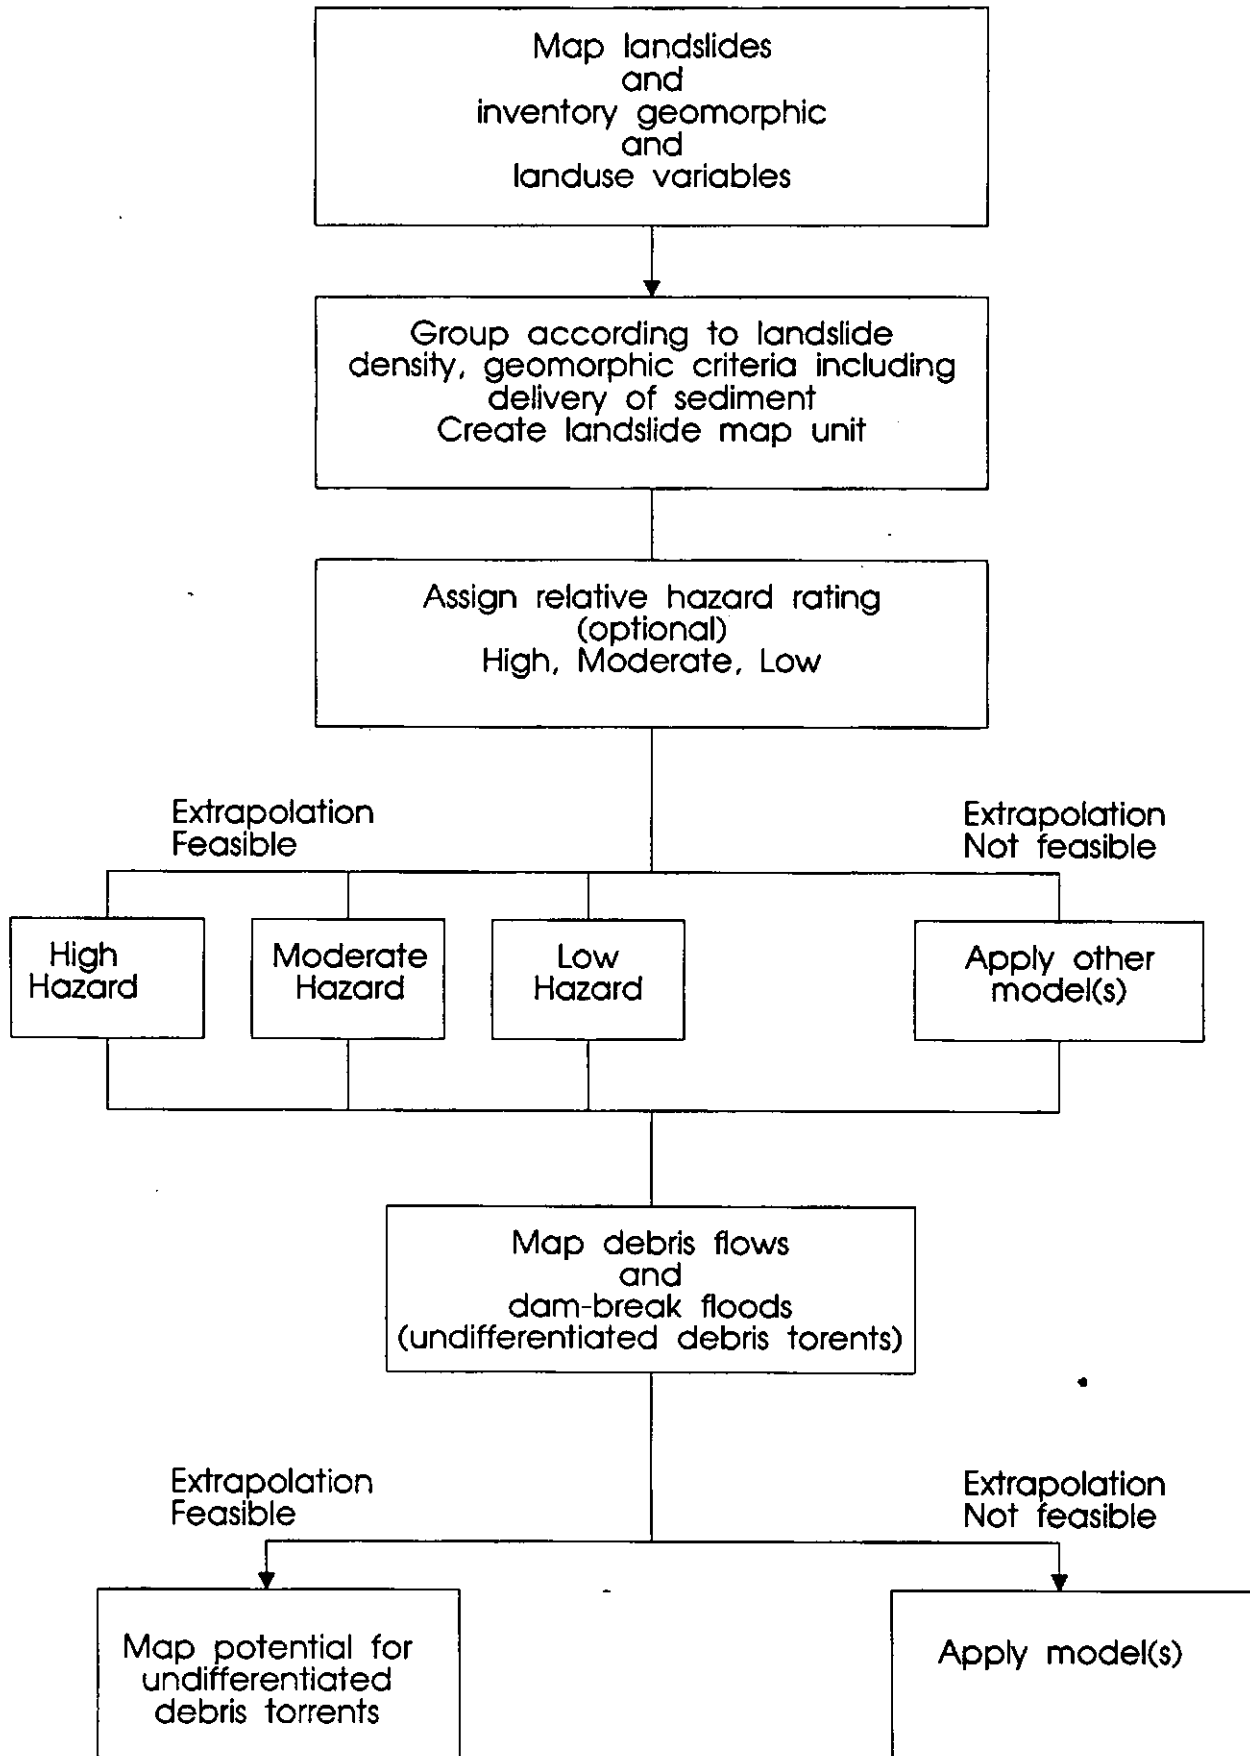 Map landslides
and
inventory geomorphic
and
landuse variables
Group according to landslide
density, geomorphic criteria including
delivery of sediment
Create landslide map unit
Assign relative hazard rating
(optional)
High, Moderate, Low
Extrapolation
Feasible
Extrapolation
Not feasible
High
Hazard
Moderate
Hazard
Low
Hazard
Apply other
model(s)
Map debris flows
and
dam-break floods
(undifferentiated debris torents)
Extrapolation
Feasible
Extrapolation
Not feasible
Map potential for
undifferentiated
debris torrents
Apply model(s)